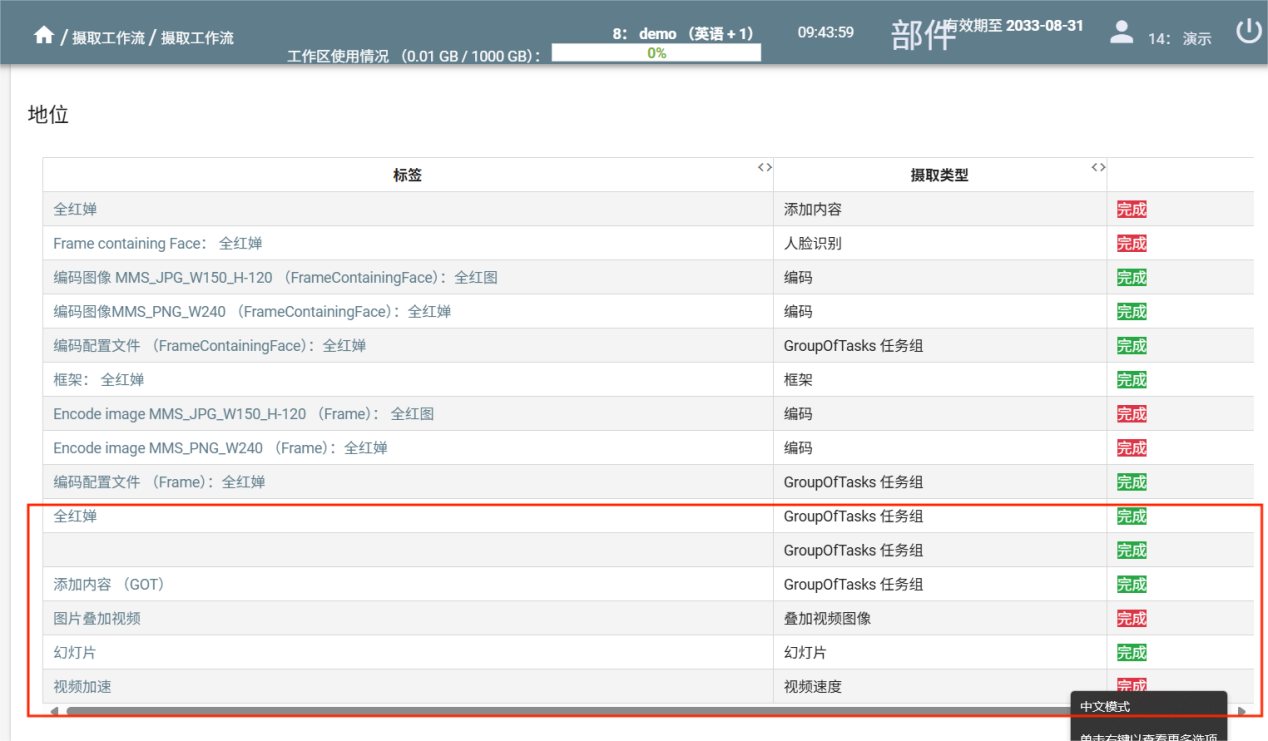 / 摄取工作流 / 摄取工作流
工作区使用情况 （0.01 GB / 1000 GB）：
8： demo （英语 + 1）
0%
09:43:59
部件
有效期至 2033-08-31
14： 演示
地位
标签 <> 摄取类型 <>
全红婵 添加内容 完成
Frame containing Face： 全红婵 人脸识别 完成
编码图像 MMS_JPG_W150_H-120 （FrameContainingFace）：全红图 编码 完成
编码图像MMS_PNG_W240 （FrameContainingFace）：全红婵 编码 完成
编码配置文件 （FrameContainingFace）：全红婵 GroupOfTasks 任务组 完成
框架： 全红婵 框架 完成
Encode image MMS_JPG_W150_H-120 （Frame）： 全红图 编码 完成
Encode image MMS_PNG_W240 （Frame）：全红婵 编码 完成
编码配置文件 （Frame）：全红婵 GroupOfTasks 任务组 完成
全红婵 GroupOfTasks 任务组 完成
GroupOfTasks 任务组 完成
添加内容 （GOT） GroupOfTasks 任务组 完成
图片叠加视频 叠加视频图像 完成
幻灯片 幻灯片 完成
视频加速 视频速度 完成
中文模式
单击右键以查看更多选项